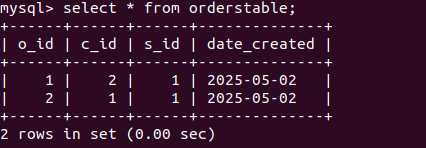 mysql> select * from orderstable;
+------+------+------+--------------+
| o_id | c_id | s_id | date_created |
+------+------+------+--------------+
|    1 |    2 |    1 | 2025-05-02   |
|    2 |    1 |    1 | 2025-05-02   |
+------+------+------+--------------+
2 rows in set (0.00 sec)